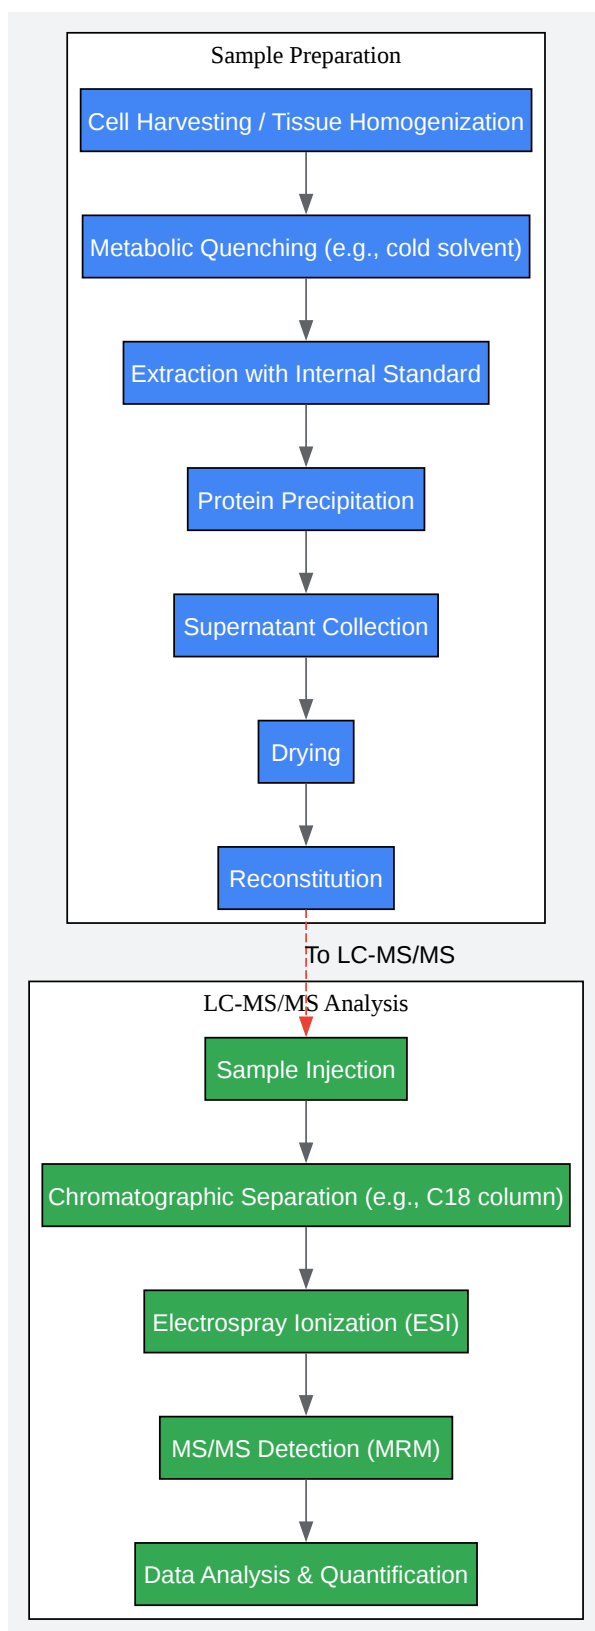 Sample Preparation
Cell Harvesting / Tissue Homogenization
Metabolic Quenching (e.g., cold solvent)
Extraction with Internal Standard
Protein Precipitation
Supernatant Collection
Drying
Reconstitution
To LC-MS/MS
LC-MS/MS Analysis
Sample Injection
Chromatographic Separation (e.g., C18 column)
Electrospray Ionization (ESI)
MS/MS Detection (MRM)
Data Analysis & Quantification